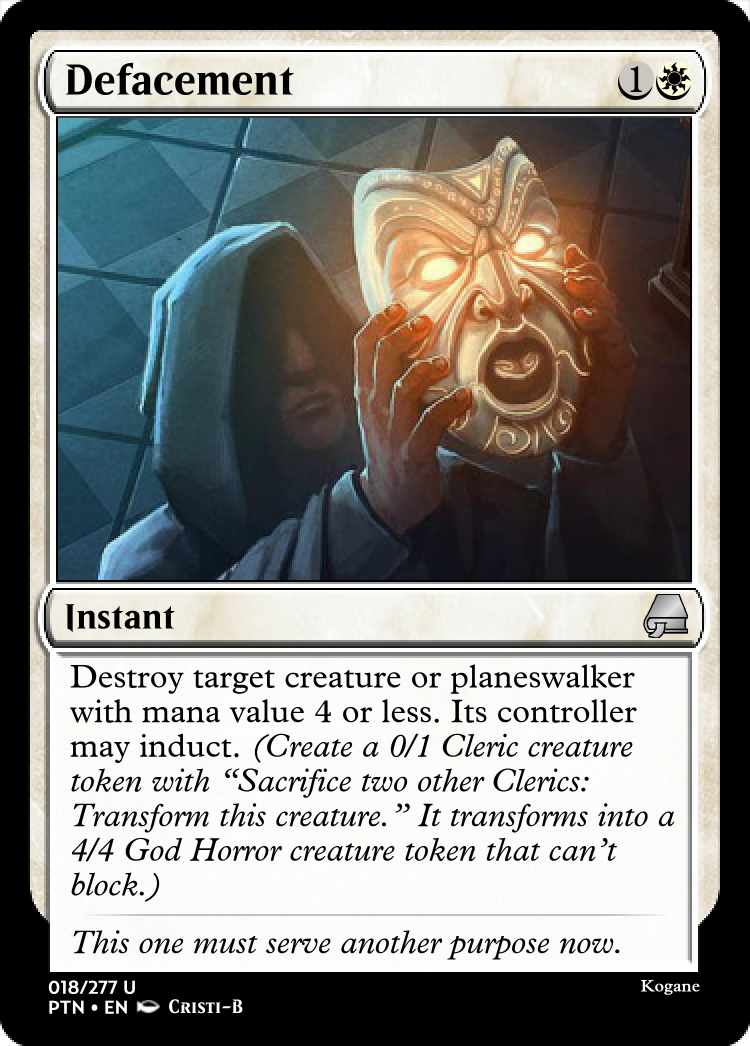 Defacement 1
Instant
Destroy target creature or planeswalker
with mana value 4 or less. Its controller
may induct. (Create a 0/1 Cleric creature
token with “Sacrifice two other Clerics:
Transform this creature.” It transforms into a
4/4 God Horror creature token that can’t
block.)
This one must serve another purpose now.
018/277 U
Kogane
PTN • EN Cristi-B